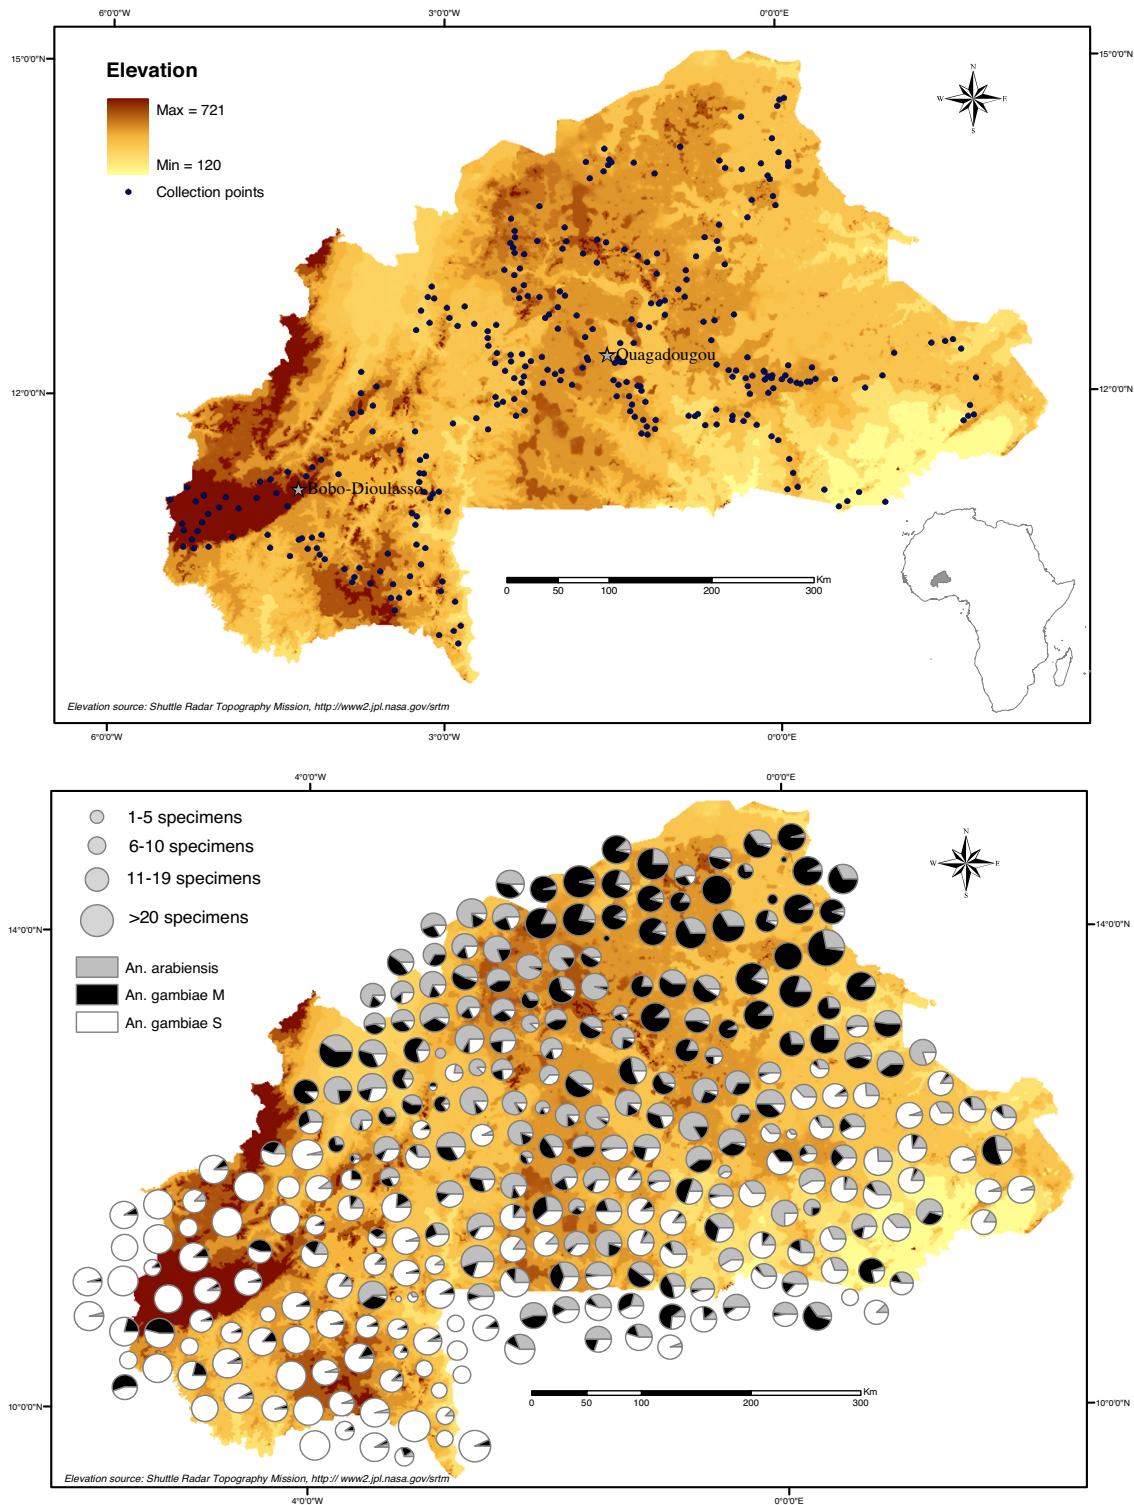 6°0'0"W 3°0'0"W 0°0'0"E
15°0'0"N 15°0'0"N
Elevation
Max = 721
Min = 120
Collection points
N
W E
S
Ouagadougou
12°0'0"N 12°0'0"N
Bobo-Dioulasso
Km
0 50 100 200 300
Elevation source: Shuttle Radar Topography Mission, http://www2.jpl.nasa.gov/srtm
6°0'0"W 3°0'0"W 0°0'0"E
4°0'0"W 0°0'0"E
1-5 specimens
6-10 specimens
11-19 specimens
>20 specimens
N
W E
S
14°0'0"N 14°0'0"N
An. arabiensis
An. gambiae M
An. gambiae S
Km
0 50 100 200 300
10°0'0"N 10°0'0"N
Elevation source: Shuttle Radar Topography Mission, http:// www2.jpl.nasa.gov/srtm
4°0'0"W 0°0'0"E